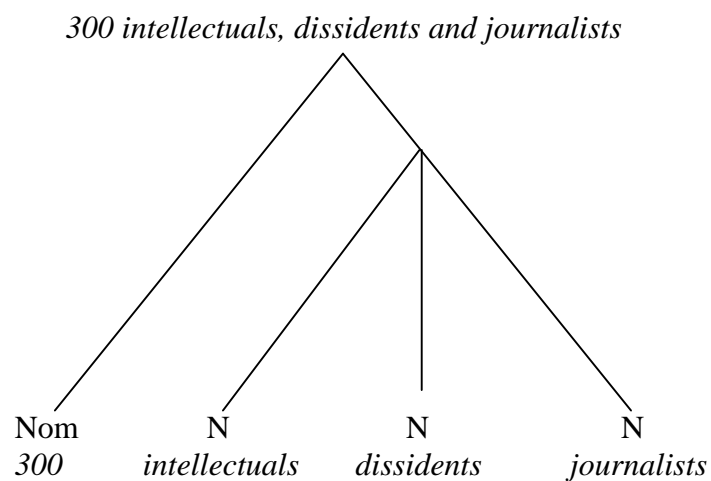 300 intellectuals, dissidents and journalists
Nom N N N
300 intellectuals dissidents journalists